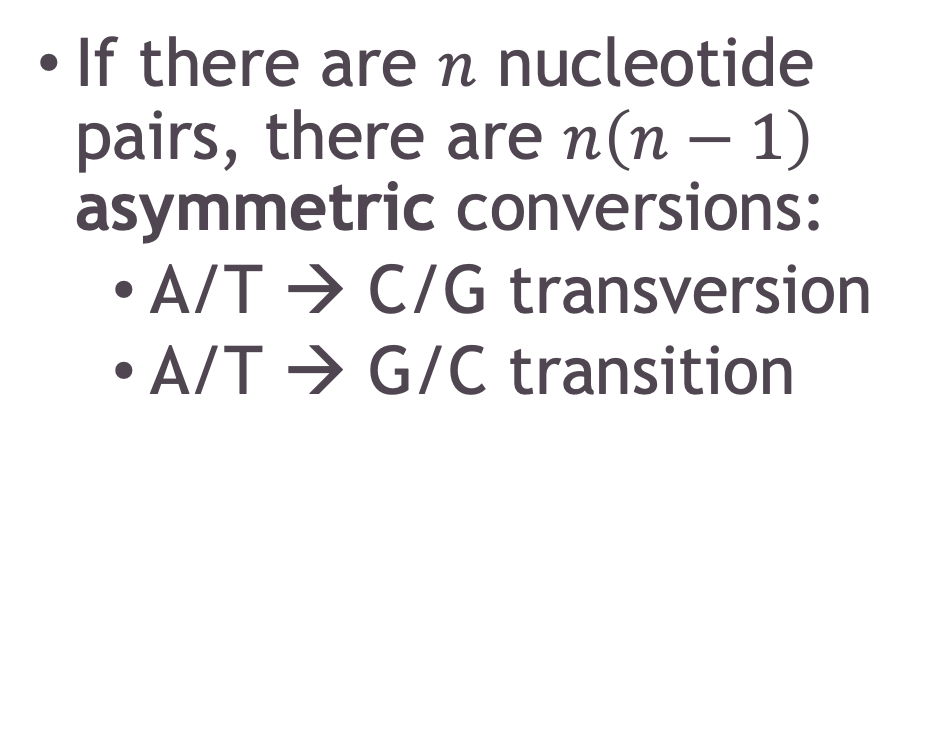 • If there are n nucleotide
pairs, there are n(n − 1)
asymmetric conversions:
• A/T → C/G transversion
• A/T → G/C transition